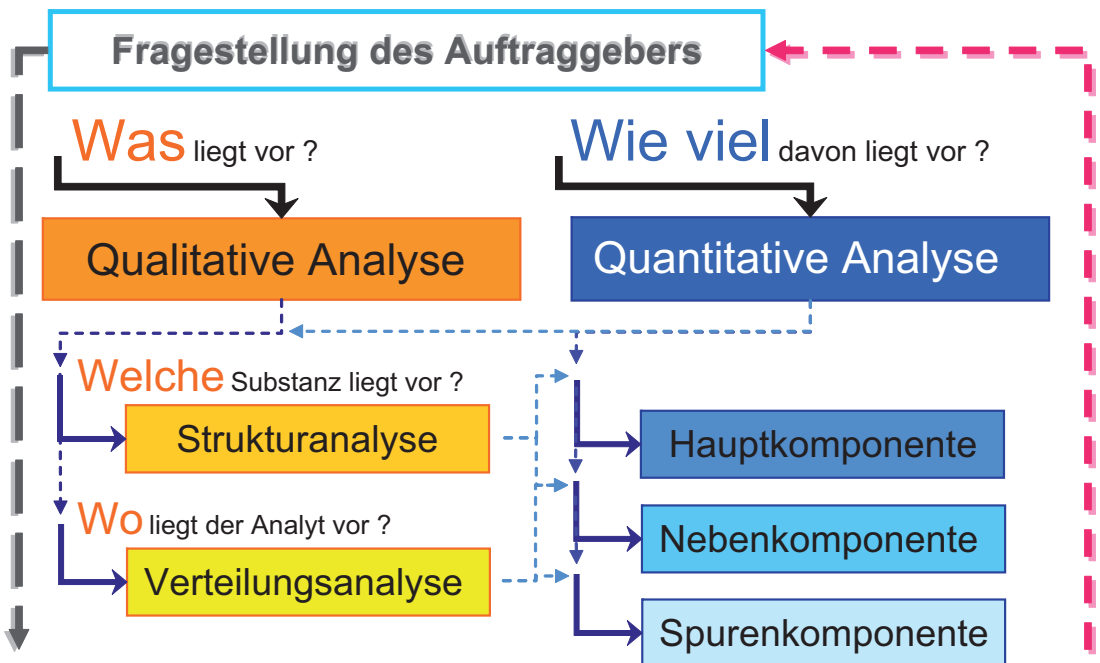 Fragestellung des Auftraggebers
Was liegt vor ?
Wie viel davon liegt vor ?
Qualitative Analyse
Quantitative Analyse
Welche Substanz liegt vor ?
Strukturanalyse
Hauptkomponente
Wo liegt der Analyt vor ?
Nebenkomponente
Verteilungsanalyse
Spurenkomponente